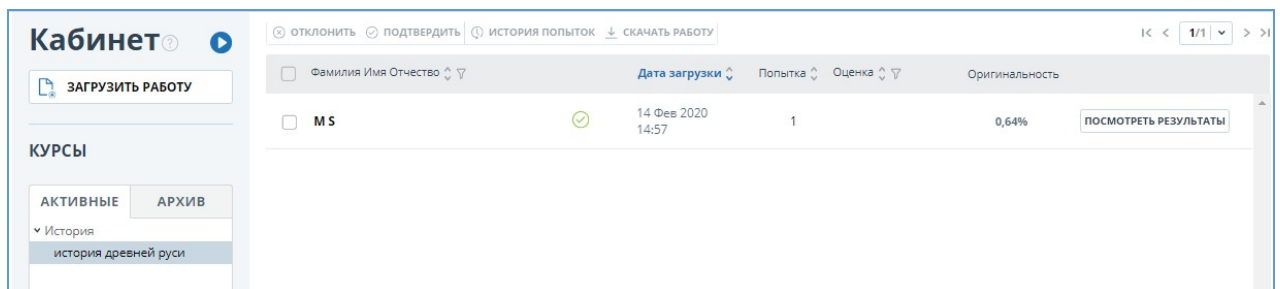 Кабинет
ЗАГРУЗИТЬ РАБОТУ
КУРСЫ
АКТИВНЫЕ АРХИВ
История
история древней руси
ОТКЛОНИТЬ ПОДТВЕРДИТЬ ИСТОРИЯ ПОПЫТОК СКАЧАТЬ РАБОТУ 1/1
Фамилия Имя Отчество Дата загрузки Попытка Оценка Оригинальность
M S 14 Фев 2020 1 0,64% ПОСМОТРЕТЬ РЕЗУЛЬТАТЫ
14:57